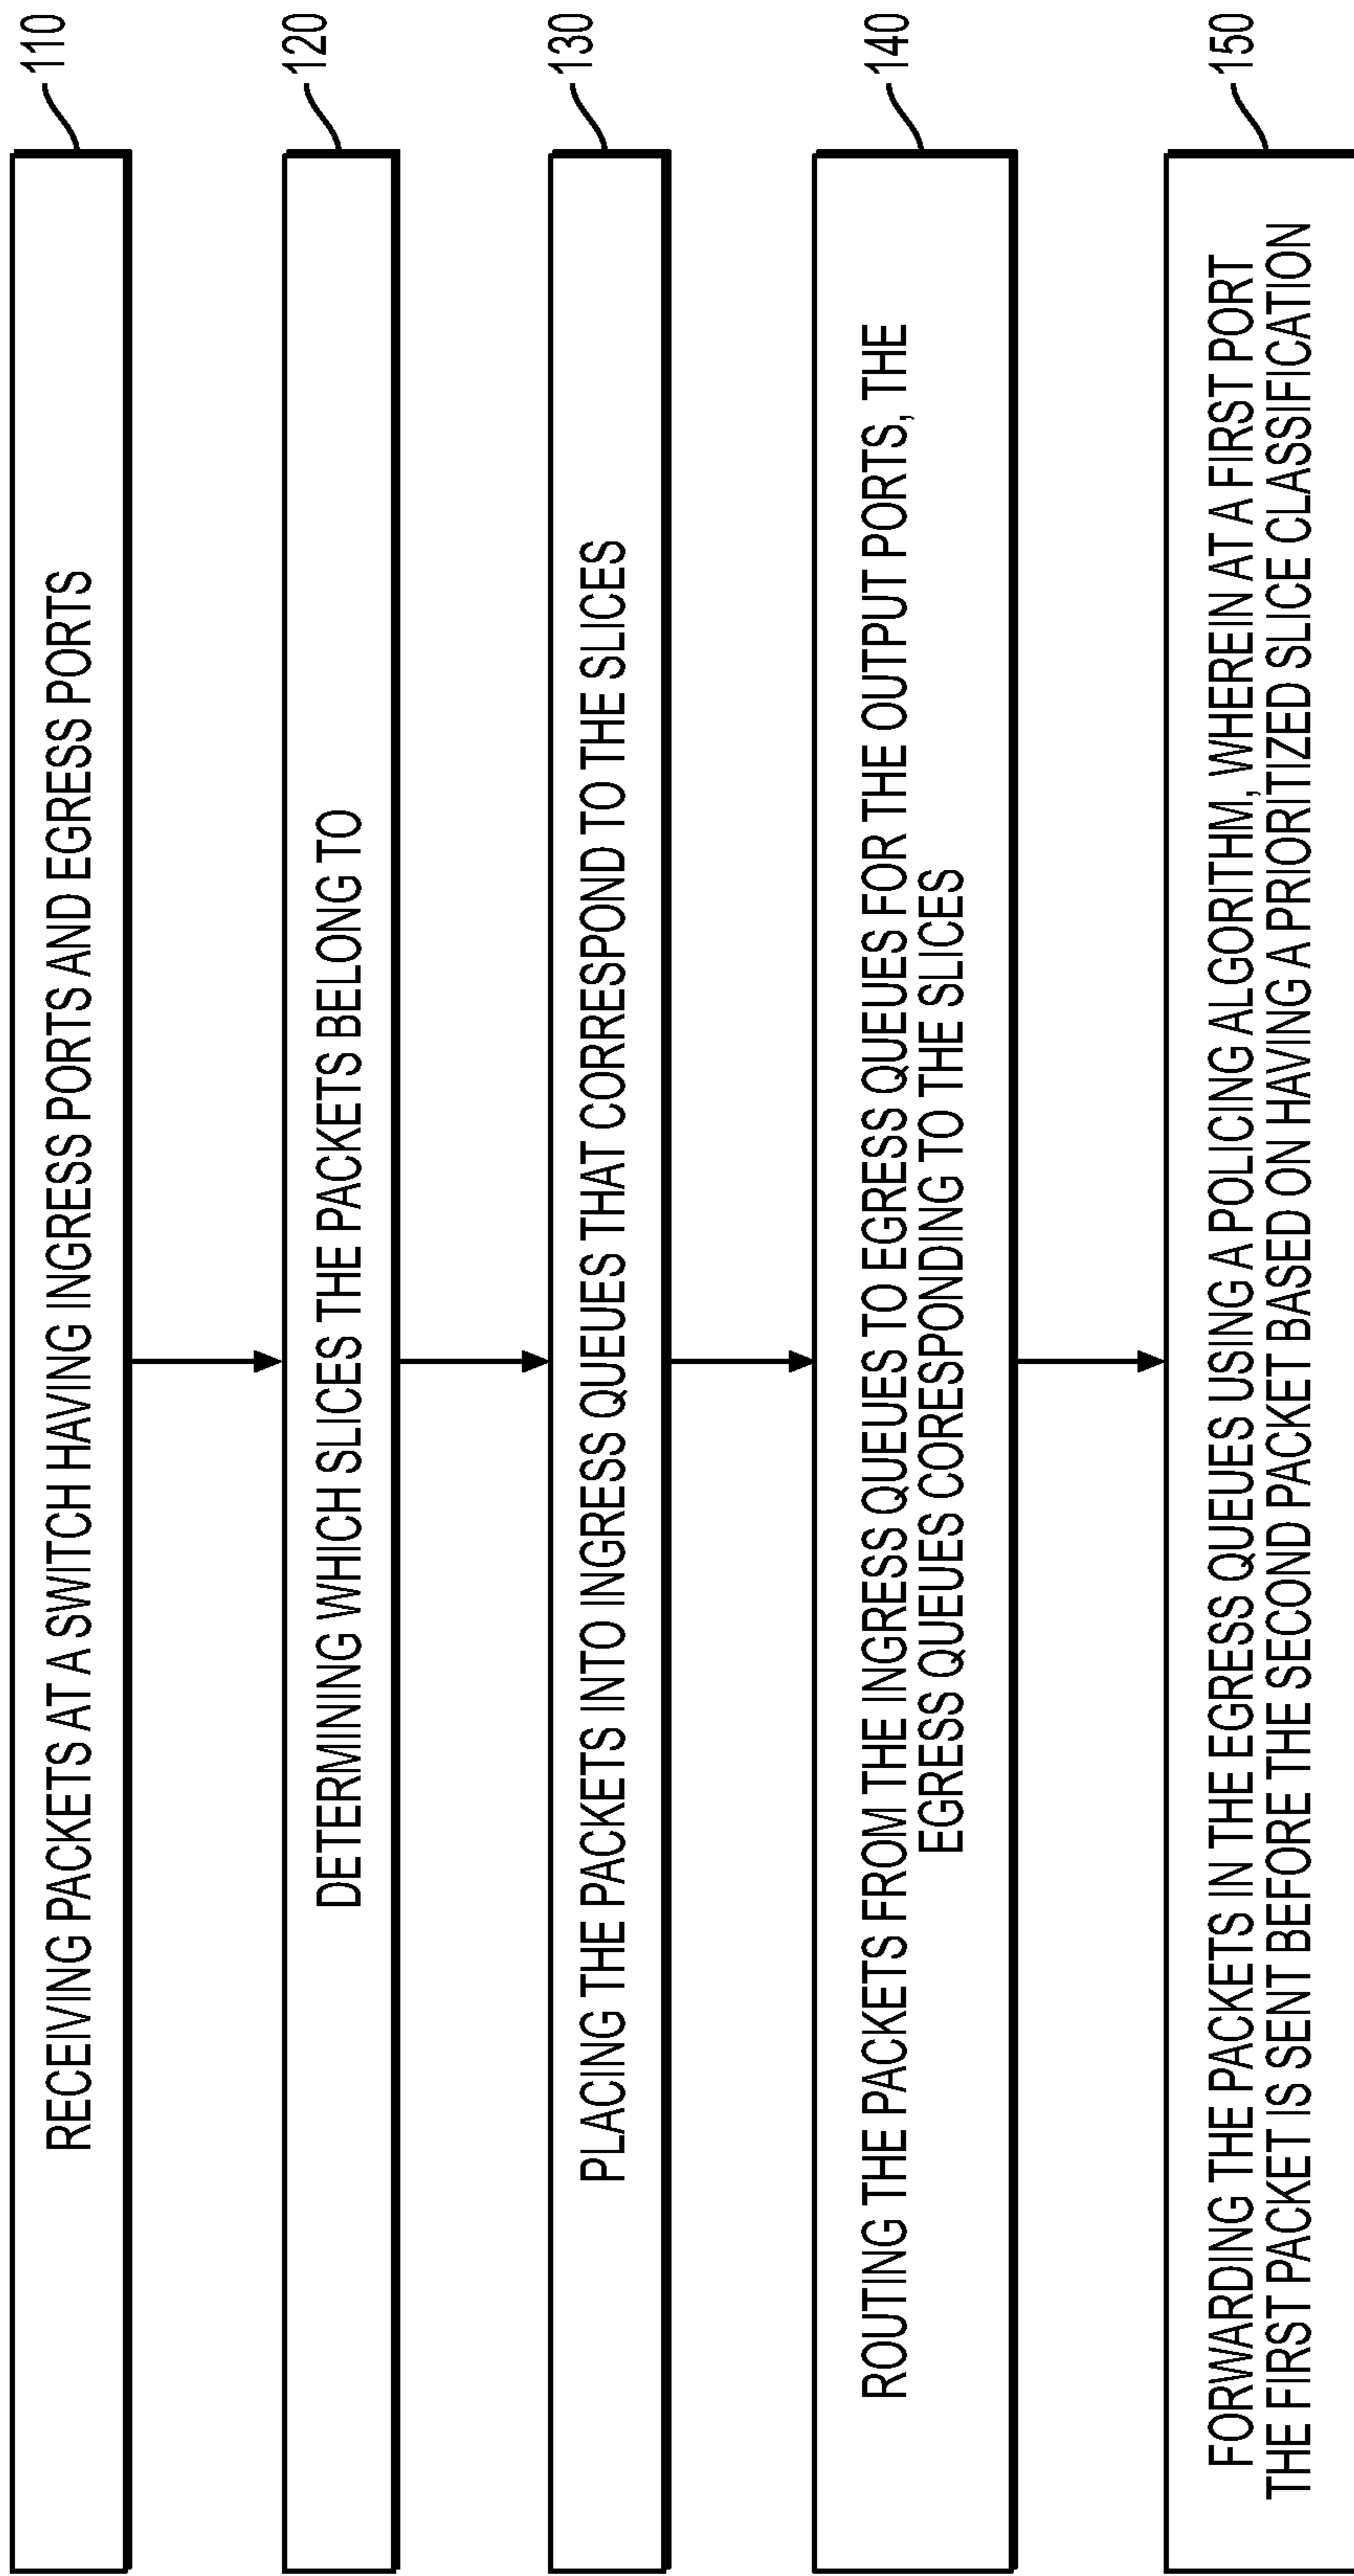 RECEIVING PACKETS AT A SWITCH HAVING INGRESS PORTS AND EGRESS PORTS
110
DETERMINING WHICH SLICES THE PACKETS BELONG TO
120
PLACING THE PACKETS INTO INGRESS QUEUES THAT CORRESPOND TO THE SLICES
130
ROUTING THE PACKETS FROM THE INGRESS QUEUES TO EGRESS QUEUES FOR THE OUTPUT PORTS, THE
EGRESS QUEUES CORESPONDING TO THE SLICES
140
FORWARDING THE PACKETS IN THE EGRESS QUEUES USING A POLICING ALGORITHM, WHEREIN AT A FIRST PORT
THE FIRST PACKET IS SENT BEFORE THE SECOND PACKET BASED ON HAVING A PRIORITIZED SLICE CLASSIFICATION
150